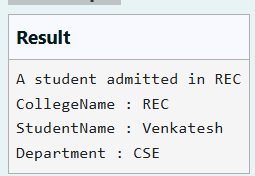 Result
A student admitted in REC
CollegeName : REC
StudentName : Venkatesh
Department : CSE